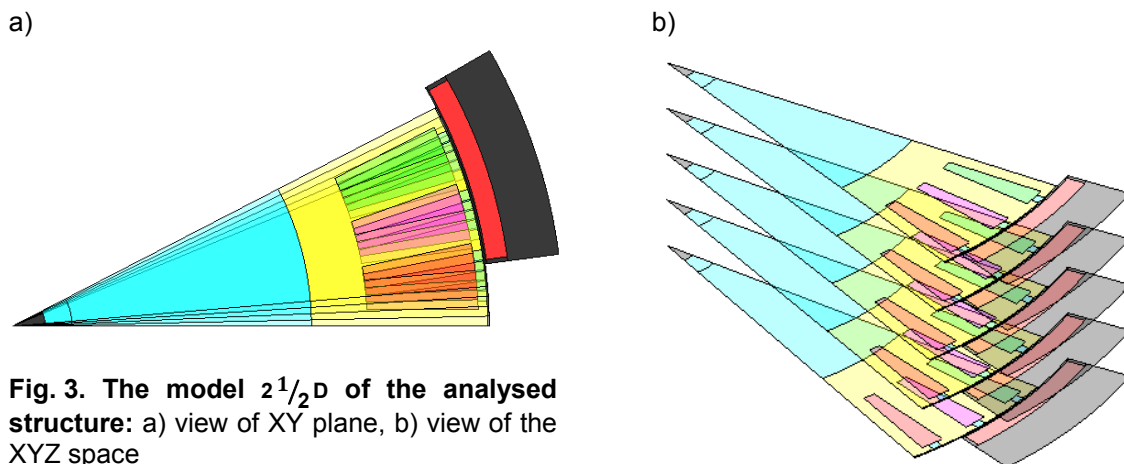 a)
b)
Fig. 3. The model 2 1/2 D of the analysed
structure: a) view of XY plane, b) view of the
XYZ space